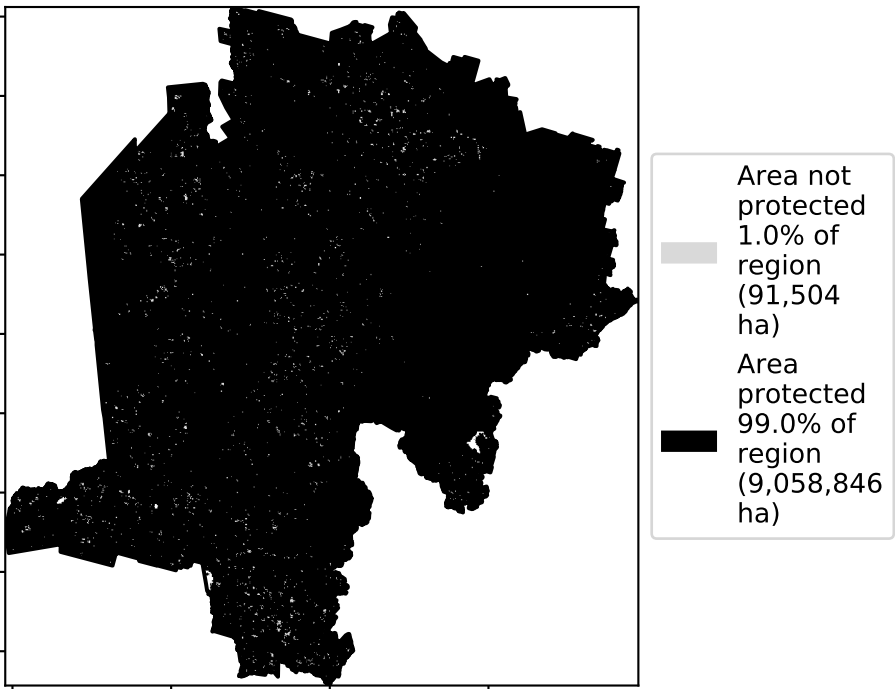 Area not
protected
1.0% of
region
(91,504
ha)
Area
protected
99.0% of
region
(9,058,846
ha)